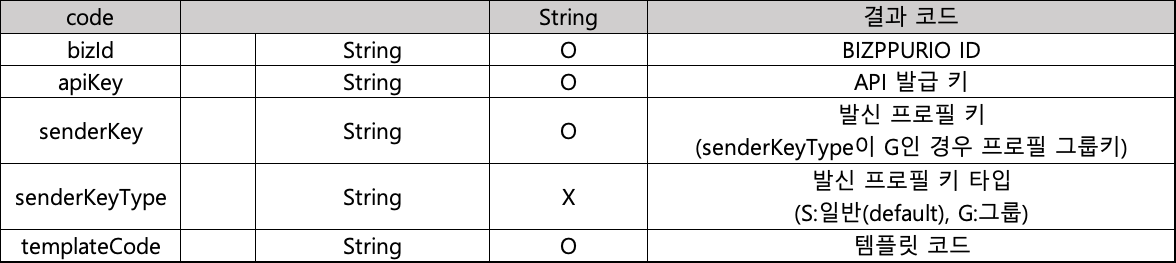 code String 결과 코드
bizId String O BIZPPURIO ID
apiKey String O API 발급 키
senderKey String O 발신 프로필 키
(senderKeyType이 G인 경우 프로필 그룹키)
senderKeyType String X 발신 프로필 키 타입
(S:일반(default), G:그룹)
templateCode String O 템플릿 코드